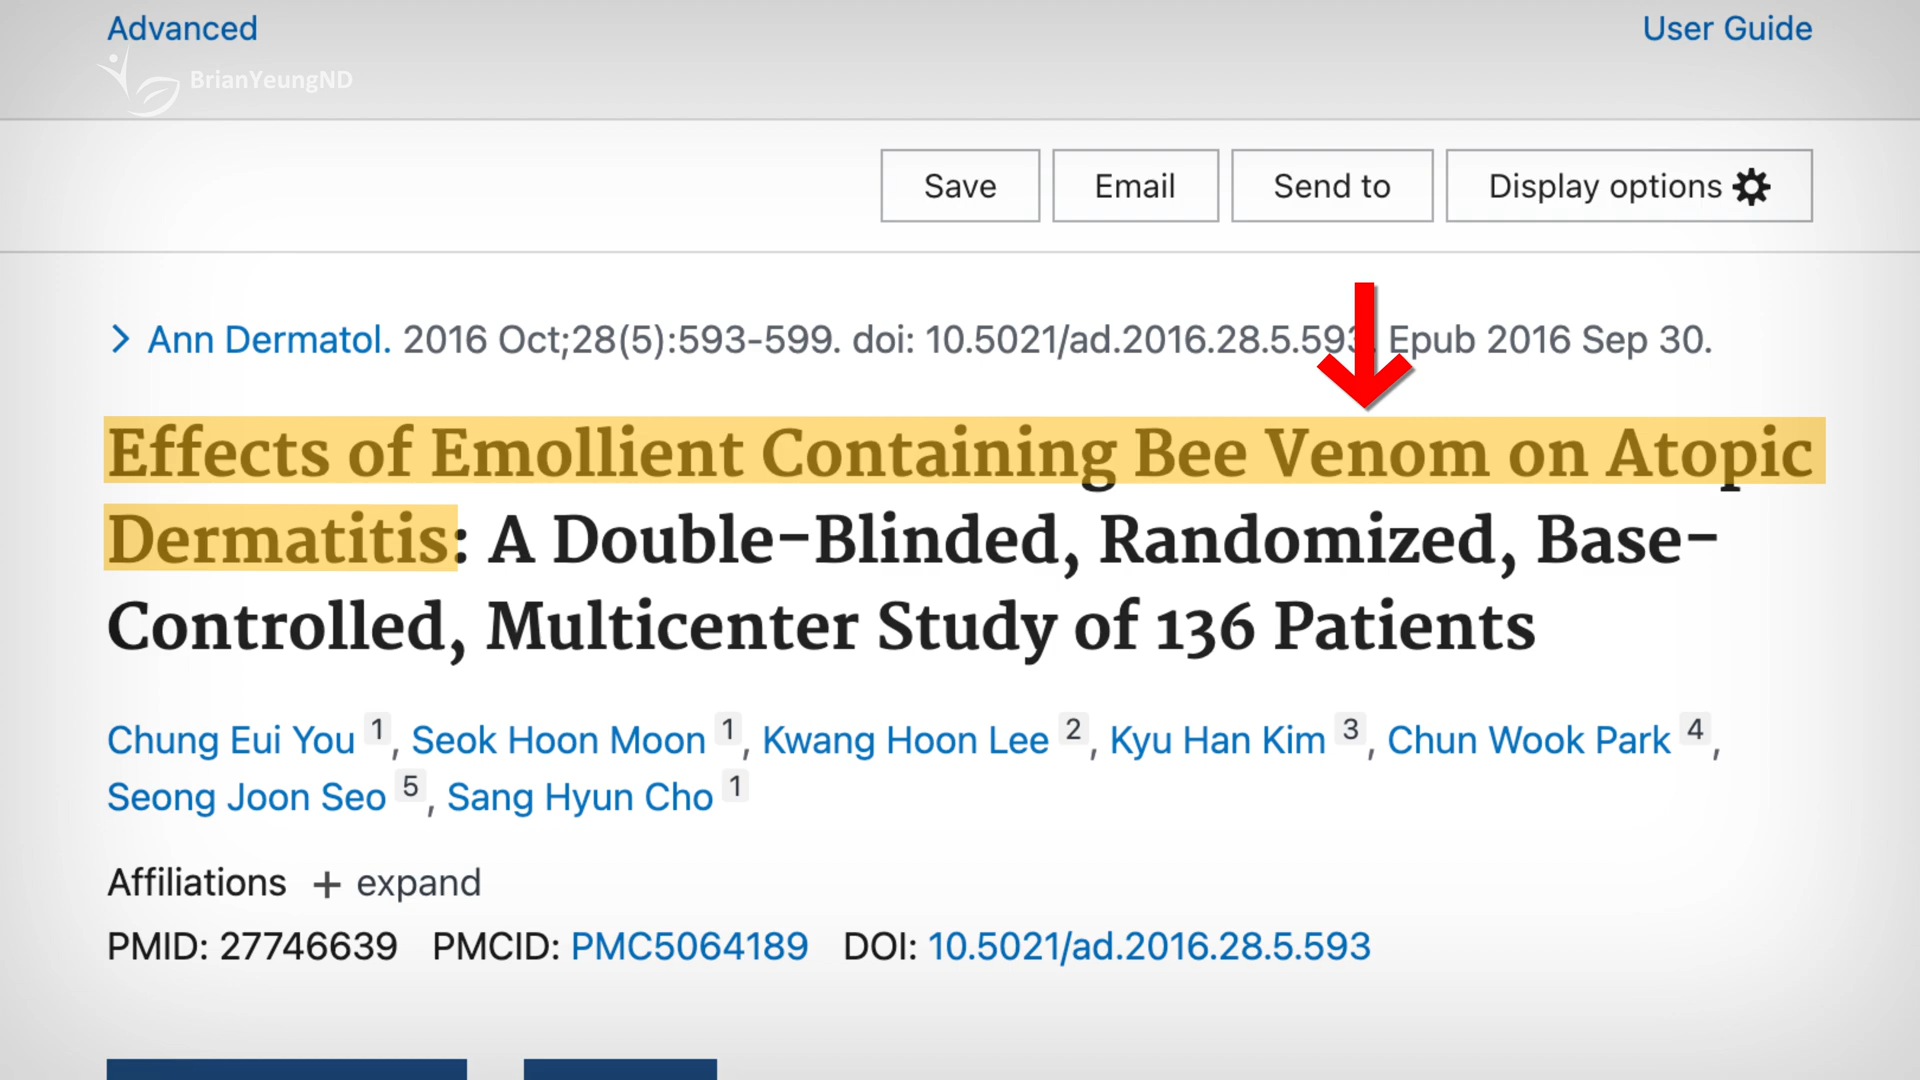 Advanced
User Guide
BrianYeungND
Save
Email
Send to
Display options
Ann Dermatol. 2016 Oct;28(5):593-599. doi: 10.5021/ad.2016.28.5.593. Epub 2016 Sep 30.
Effects of Emollient Containing Bee Venom on Atopic
Dermatitis: A Double-Blinded, Randomized, Base-
Controlled, Multicenter Study of 136 Patients
Chung Eui You 1, Seok Hoon Moon 1, Kwang Hoon Lee 2, Kyu Han Kim 3, Chun Wook Park 4,
Seong Joon Seo 5, Sang Hyun Cho 1
Affiliations + expand
PMID: 27746639 PMCID: PMC5064189 DOI: 10.5021/ad.2016.28.5.593